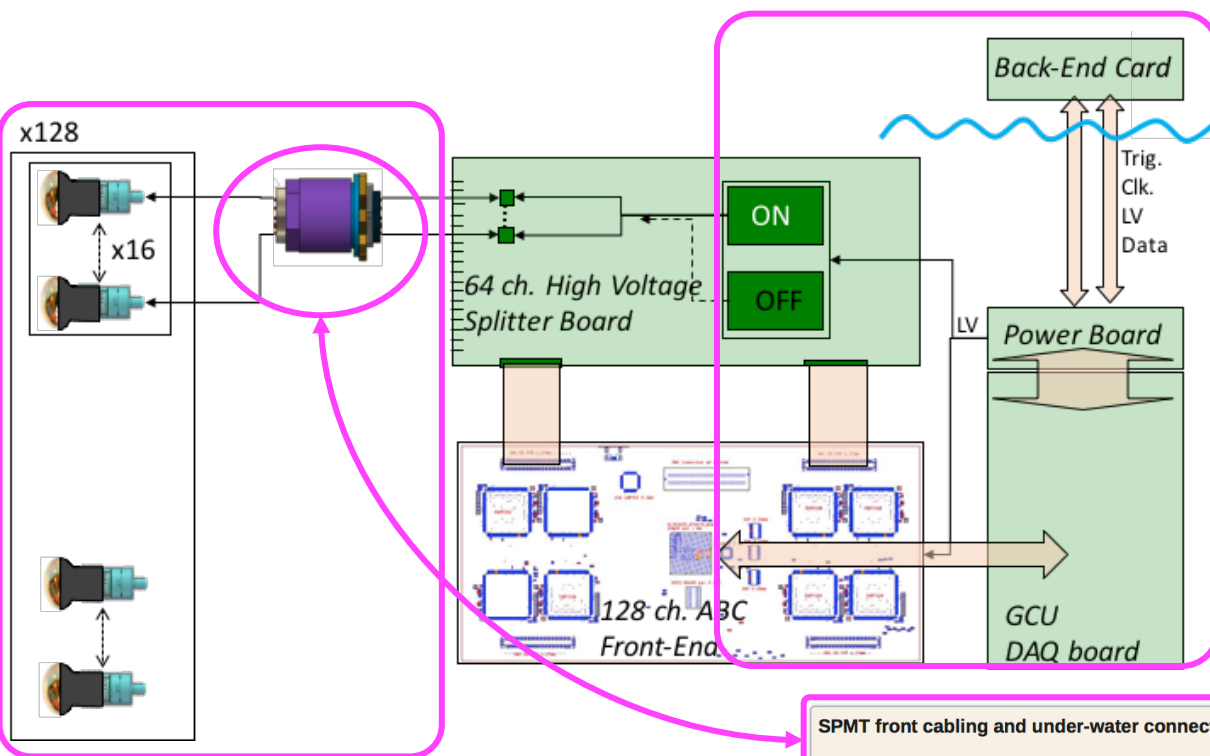 Back-End Card
x128
Trig.
Clk.
LV
Data
x16
ON
64 ch. High Voltage
Splitter Board
OFF
LV
Power Board
128 ch. ABC
Front-End
GCU
DAQ board
SPMT front cabling and under-water connec